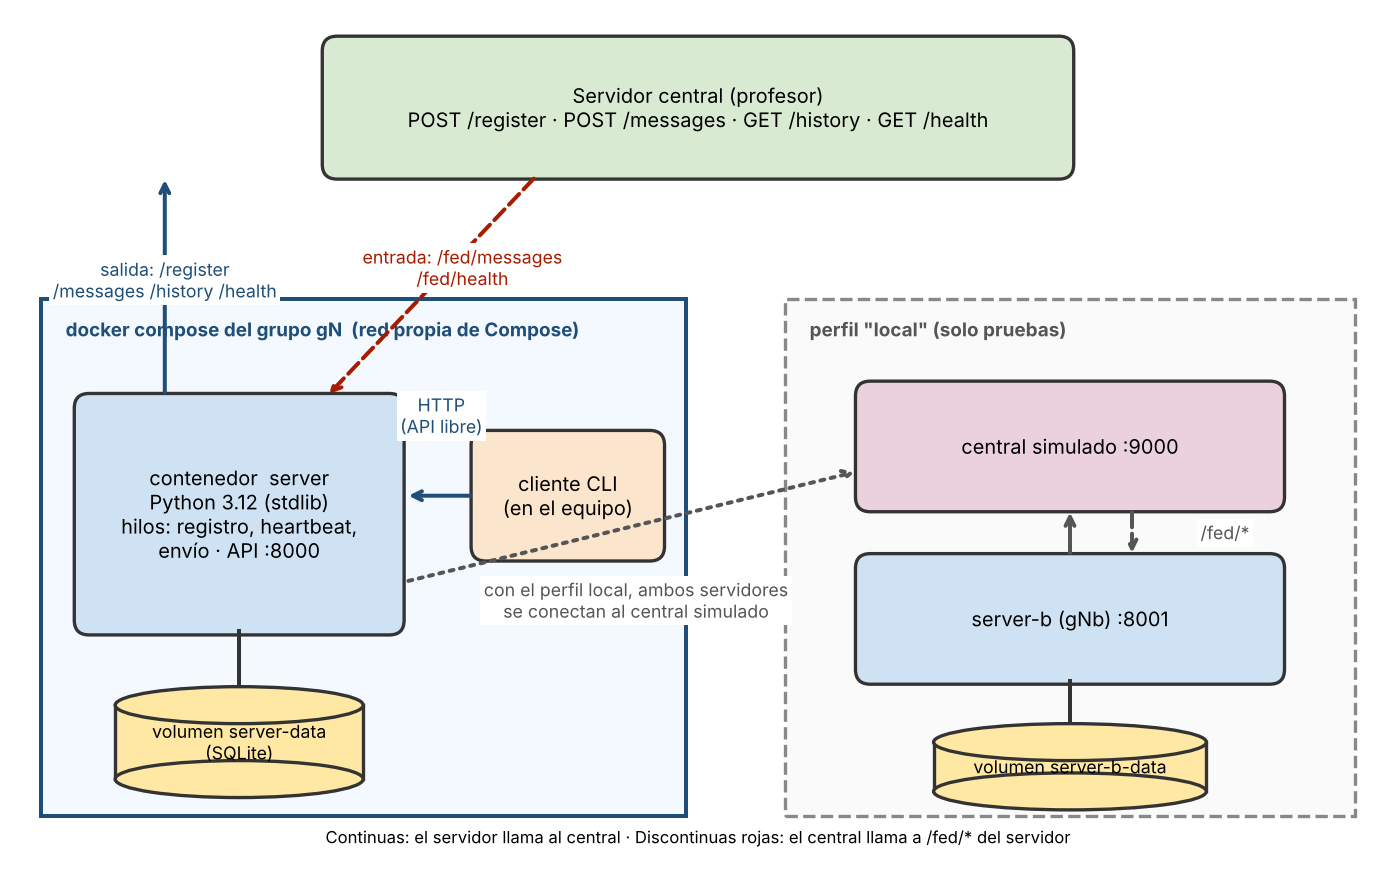 Servidor central (profesor)
POST /register · POST /messages · GET /history · GET /health
entrada: /fed/messages
/fed/health
salida: /register
/messages /history /health
docker compose del grupo gN (red propia de Compose)
perfil "local" (solo pruebas)
HTTP
(API libre)
contenedor server
Python 3.12 (stdlib)
hilos: registro, heartbeat,
envío · API :8000
cliente CLI
(en el equipo)
central simulado :9000
/fed/*
con el perfil local, ambos servidores
se conectan al central simulado
server-b (gNb) :8001
volumen server-data
(SQLite)
volumen server-b-data
Continuas: el servidor llama al central · Discontinuas rojas: el central llama a /fed/* del servidor